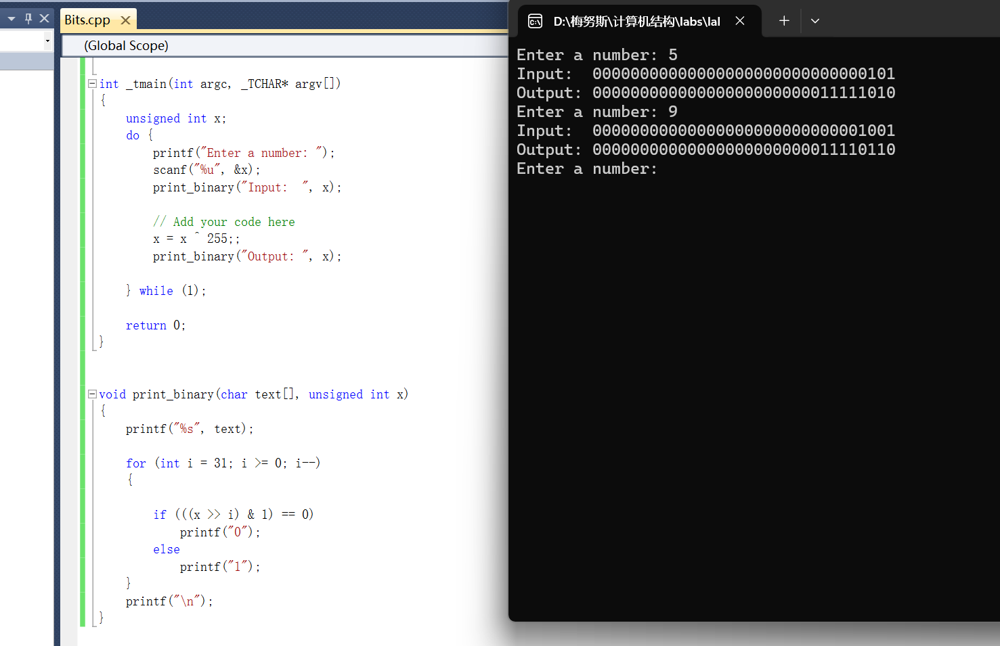 Bits.cpp
(Global Scope)
int _tmain(int argc, _TCHAR* argv[])
{
unsigned int x;
do {
printf("Enter a number: ");
scanf("%u", &x);
print_binary("Input:  ", x);
// Add your code here
x = x ^ 255;;
print_binary("Output: ", x);
} while (1);
return 0;
}
void print_binary(char text[], unsigned int x)
{
printf("%s", text);
for (int i = 31; i >= 0; i--)
{
if (((x >> i) & 1) == 0)
printf("0");
else
printf("1");
}
printf("\n");
}
D:\梅努斯\计算机结构\labs\lal
Enter a number: 5
Input:  00000000000000000000000000000101
Output: 00000000000000000000000011111010
Enter a number: 9
Input:  00000000000000000000000000001001
Output: 00000000000000000000000011110110
Enter a number: